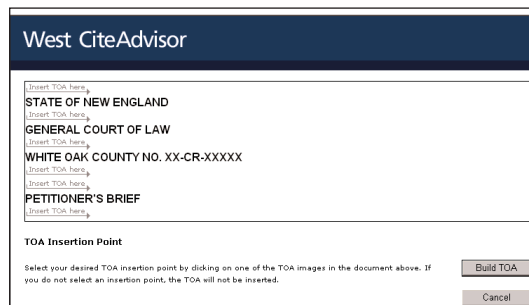 West CiteAdvisor
Insert TOA here
STATE OF NEW ENGLAND
Insert TOA here
GENERAL COURT OF LAW
Insert TOA here
WHITE OAK COUNTY NO. XX-CR-XXXXX
Insert TOA here
Insert TOA here
PETITIONER'S BRIEF
Insert TOA here
TOA Insertion Point
Select your desired TOA insertion point by clicking on one of the TOA images in the document above. If
you do not select an insertion point, the TOA will not be inserted.
Build TOA
Cancel